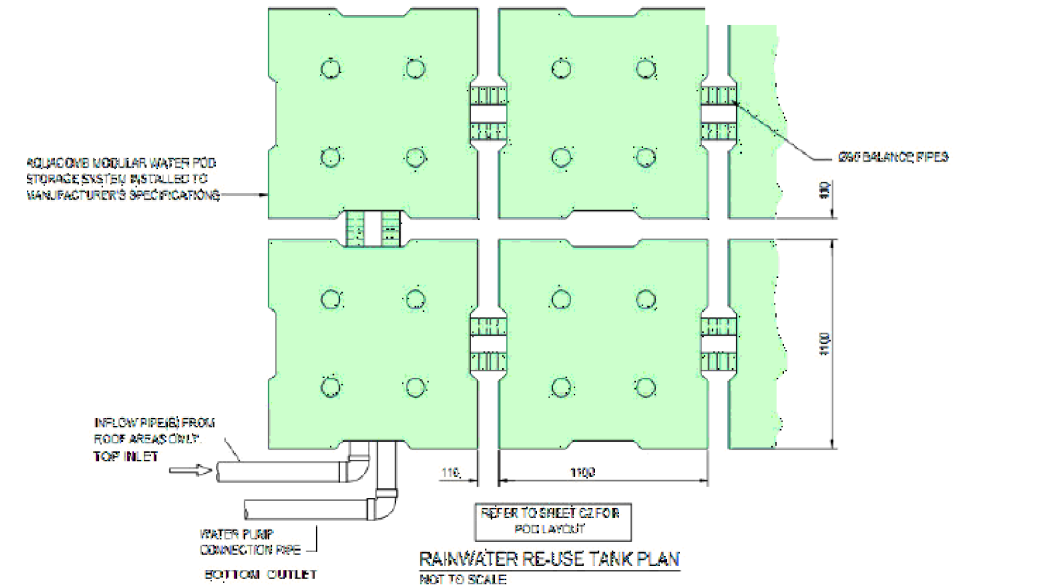 AQUACOMB MODULAR WATER POD
STORAGE SYSTEM INSTALLED TO
MANUFACTURER'S SPECIFICATIONS
BALANCE PIPES
1100
INFLOW PIPE(S) FROM
ROOF AREAS ONLY.
TOP INLET
110
1100
WATER PUMP
CONNECTION PIPE
BOTTOM OUTLET
REFER TO SHEET C2 FOR
POD LAYOUT
RAINWATER RE-USE TANK PLAN
NOT TO SCALE